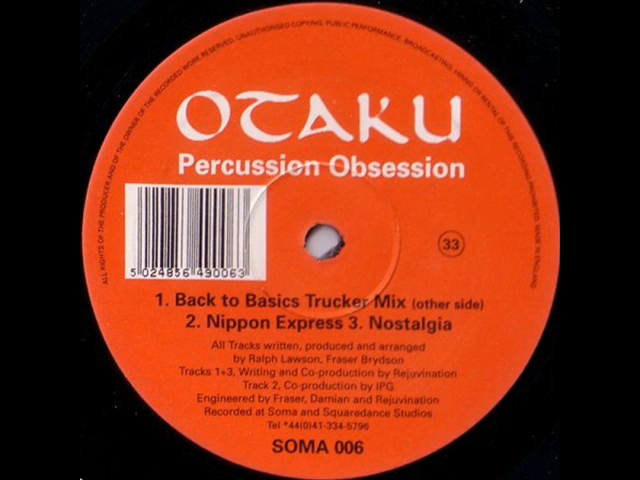 ALL RIGHTS OF THE PRODUCER AND OF THE OWNER OF THE RECORDED WORK RESERVED, UNAUTHORISED COPYING, PUBLIC PERFORMANCE, BROADCASTING, HIRING OR RENTAL OF THIS RECORDING PROHIBITED. MADE IN ENGLAND.
OTAKU
Percussion Obsession
5 024856 490063
33
1. Back to Basics Trucker Mix (other side)
2. Nippon Express 3. Nostalgia
All Tracks written, produced and arranged
by Ralph Lawson, Fraser Brydson
Tracks 1+3, Writing and Co-production by Rejuvination
Track 2, Co-production by IPG
Engineered by Fraser, Damian and Rejuvination
Recorded at Soma and Squaredance Studios
Tel *44(0)41-334-5796
SOMA 006